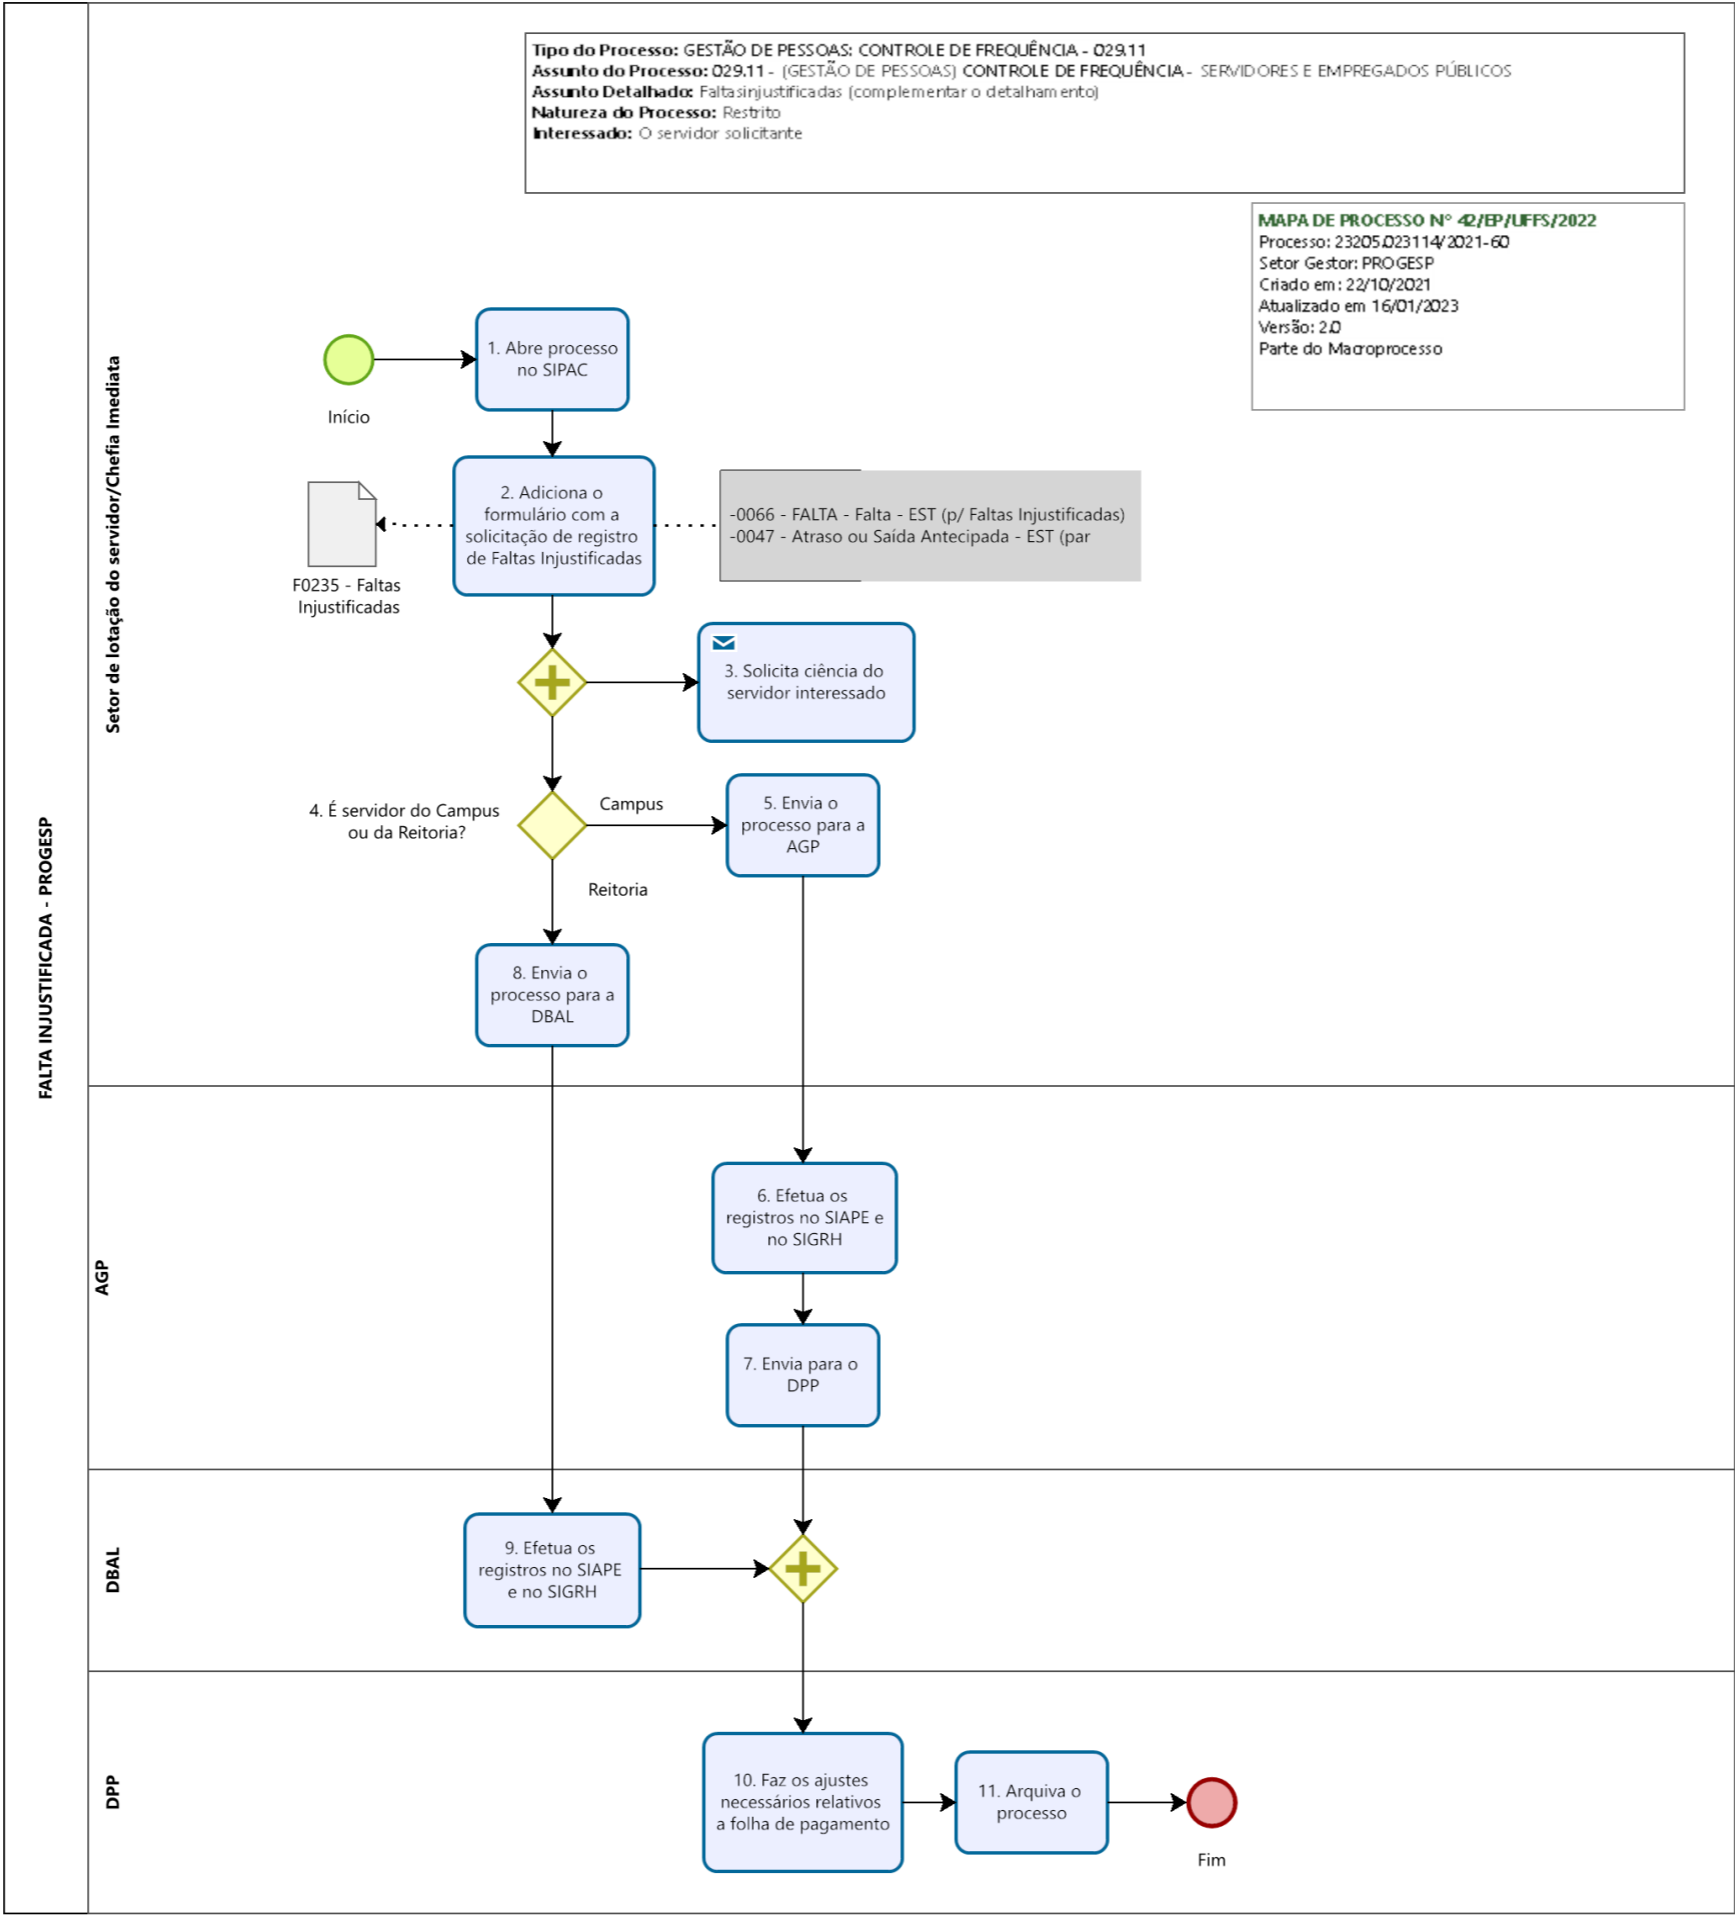 Tipo do Processo: GESTÃO DE PESSOAS: CONTROLE DE FREQUÊNCIA - 029.11
Assunto do Processo: 029.11 - (GESTÃO DE PESSOAS) CONTROLE DE FREQUÊNCIA - SERVIDORES E EMPREGADOS PÚBLICOS
Assunto Detalhado: Faltas injustificadas (complementar o detalhamento)
Natureza do Processo: Restrito
Interessado: O servidor solicitante
MAPA DE PROCESSO Nº 42/EP/UFFS/2022
Processo: 23205.023114/2021-60
Setor Gestor: PROGESP
Criado em: 22/10/2021
Atualizado em 16/01/2023
Versão: 2.0
Parte do Macroprocesso
FALTA INJUSTIFICADA - PROGESP
Setor de lotação do servidor/Chefia Imediata
Início
1. Abre processo
no SIPAC
2. Adiciona o
formulário com a
solicitação de registro
de Faltas Injustificadas
F0235 - Faltas
Injustificadas
-0066 - FALTA - Falta - EST (p/ Faltas Injustificadas)
-0047 - Atraso ou Saída Antecipada - EST (par
3. Solicita ciência do
servidor interessado
4. É servidor do Campus
ou da Reitoria?
Campus
Reitoria
5. Envia o
processo para a
AGP
8. Envia o
processo para a
DBAL
AGP
6. Efetua os
registros no SIAPE e
no SIGRH
7. Envia para o
DPP
DBAL
9. Efetua os
registros no SIAPE
e no SIGRH
DPP
10. Faz os ajustes
necessários relativos
a folha de pagamento
11. Arquiva o
processo
Fim